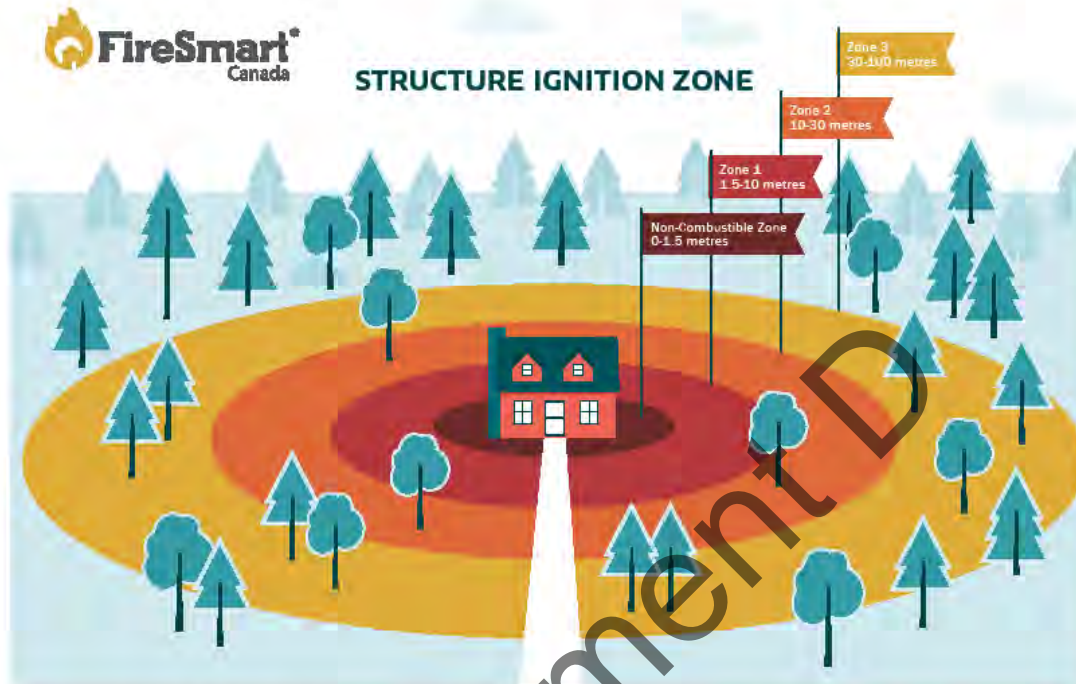 FireSmart®
Canada
STRUCTURE IGNITION ZONE
Zone 3
30-100 metres
Zone 2
10-30 metres
Zone 1
1.5-10 metres
Non-Combustible Zone
0-1.5 metres
ment D